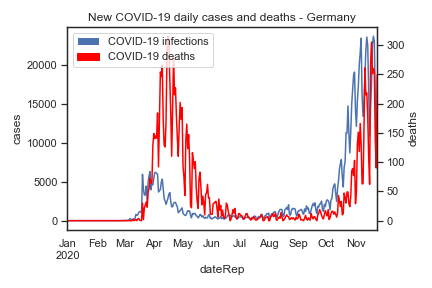 New COVID-19 daily cases and deaths - Germany
COVID-19 infections
COVID-19 deaths
cases
20000
15000
10000
5000
0
deaths
300
250
200
150
100
50
0
Jan Feb Mar Apr May Jun Jul Aug Sep Oct Nov
2020
dateRep